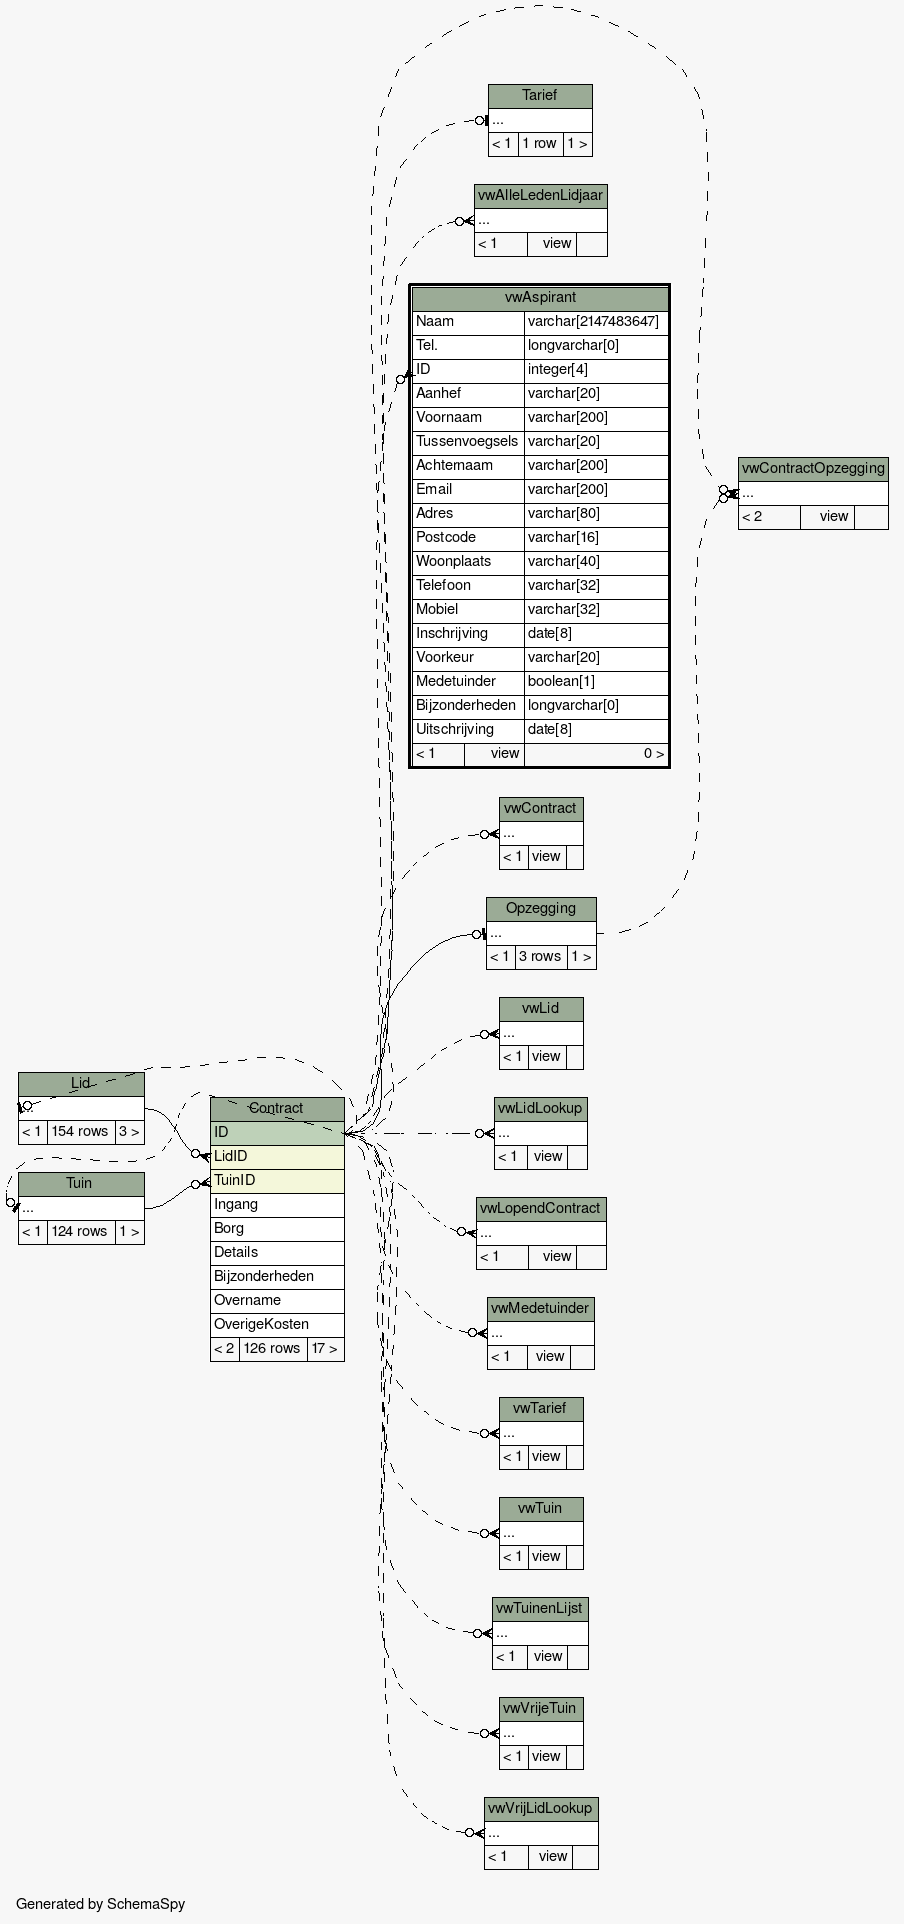 Tarief
...
< 1 1 row 1 >
vwAlleLedenLidjaar
...
< 1 view
vwAspirant
Naam varchar[2147483647]
Tel. longvarchar[0]
ID integer[4]
Aanhef varchar[20]
Voornaam varchar[200]
Tussenvoegsels varchar[20]
Achternaam varchar[200]
Email varchar[200]
Adres varchar[80]
Postcode varchar[16]
Woonplaats varchar[40]
Telefoon varchar[32]
Mobiel varchar[32]
Inschrijving date[8]
Voorkeur varchar[20]
Medetuinder boolean[1]
Bijzonderheden longvarchar[0]
Uitschrijving date[8]
< 1 view 0 >
vwContractOpzegging
...
< 2 view
vwContract
...
< 1 view
Opzegging
...
< 1 3 rows 1 >
vwLid
...
< 1 view
Lid
...
< 1 154 rows 3 >
Tuin
...
< 1 124 rows 1 >
Contract
ID
LidID
TuinID
Ingang
Borg
Details
Bijzonderheden
Overname
OverigeKosten
< 2 126 rows 17 >
vwLidLookup
...
< 1 view
vwLopendContract
...
< 1 view
vwMedetuinder
...
< 1 view
vwTarief
...
< 1 view
vwTuin
...
< 1 view
vwTuinenLijst
...
< 1 view
vwVrijeTuin
...
< 1 view
vwVrijLidLookup
...
< 1 view
Generated by SchemaSpy